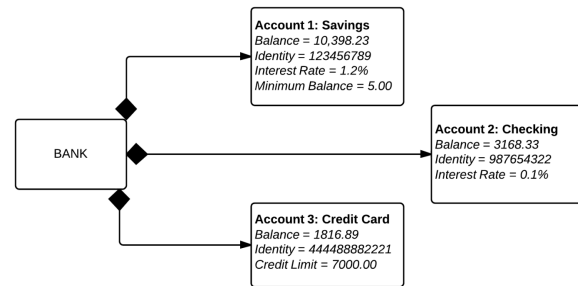 Account 1: Savings
Balance = 10,398.23
Identity = 123456789
Interest Rate = 1.2%
Minimum Balance = 5.00
BANK
Account 2: Checking
Balance = 3168.33
Identity = 987654322
Interest Rate = 0.1%
Account 3: Credit Card
Balance = 1816.89
Identity = 444488882221
Credit Limit = 7000.00